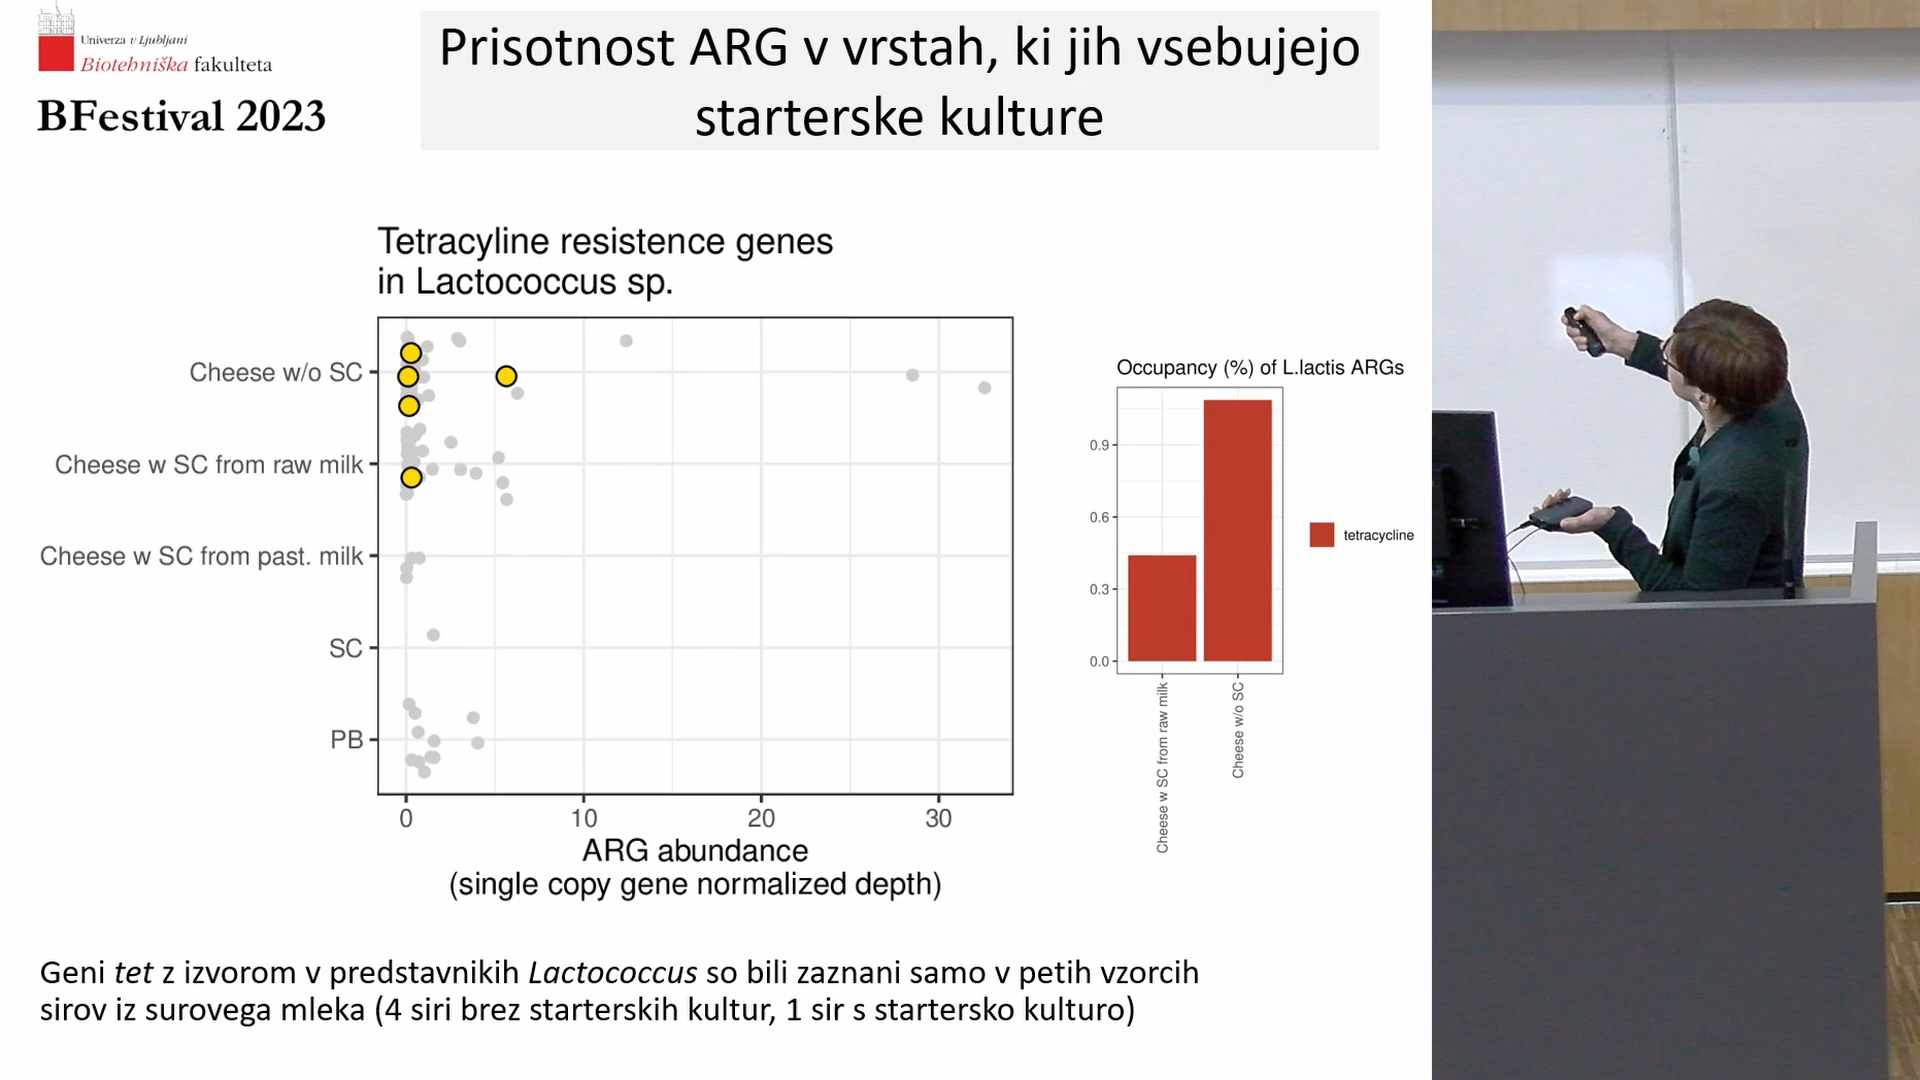 Univerza v Ljubljani
Biotehniška fakulteta
BFestival 2023
Prisotnost ARG v vrstah, ki jih vsebujejo
starterske kulture
Tetracyline resistence genes
in Lactococcus sp.
Cheese w/o SC
Cheese w SC from raw milk
Cheese w SC from past. milk
SC
PB
0 10 20 30
ARG abundance
(single copy gene normalized depth)
Occupancy (%) of L.lactis ARGs
0.9
0.6
0.3
0.0
Cheese w SC from raw milk
Cheese w/o SC
tetracycline
Geni tet z izvorom v predstavnikih Lactococcus so bili zaznani samo v petih vzorcih
sirov iz surovega mleka (4 siri brez starterskih kultur, 1 sir s startersko kulturo)